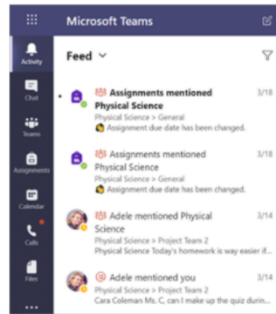 Microsoft Teams
Feed
Activity
Chat
Teams
Assignments
Calendar
Calls
Files
Assignments mentioned 3/18
Physical Science
Physical Science > General
Assignment due date has been changed.
Assignments mentioned 3/18
Physical Science
Physical Science > General
Assignment due date has been changed.
Adele mentioned Physical 3/14
Science
Physical Science > Project Team 2
Physical Science Today's homework is way easier if...
Adele mentioned you 3/14
Physical Science > Project Team 2
Cara Coleman Ms. C, can I make up the quiz durin...